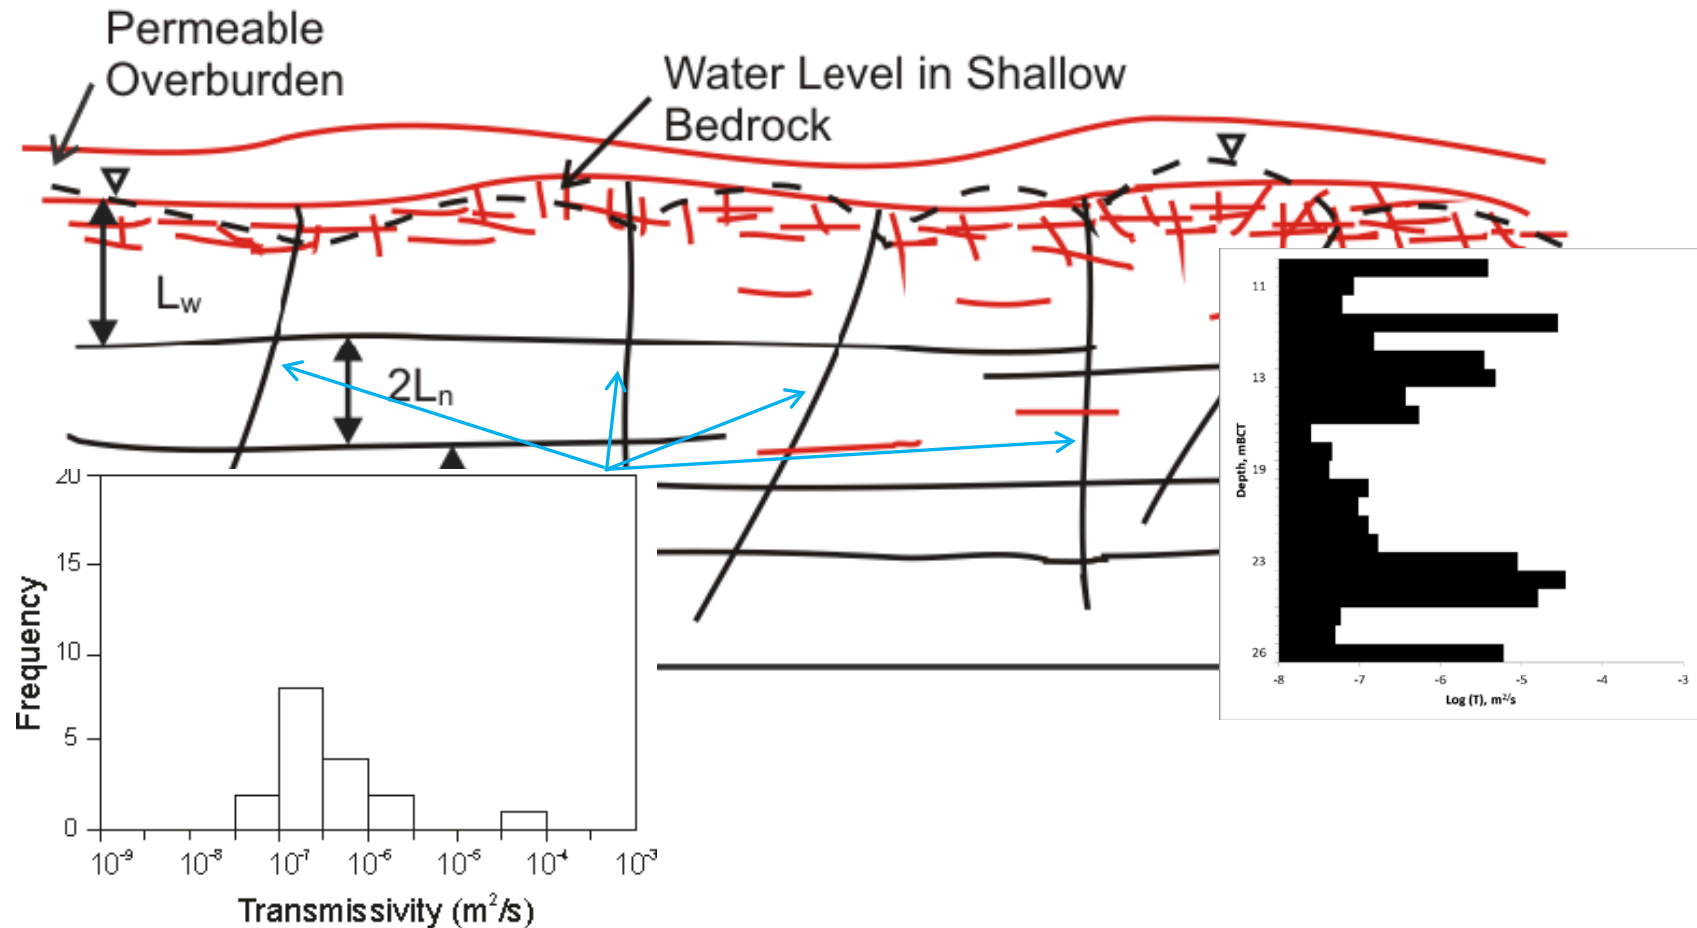 Permeable
Overburden
Water Level in Shallow
Bedrock
L_w
2L_n
11
13
19
23
26
Depth, mBCT
-8 -7 -6 -5 -4 -3
Log (T), m²/s
20
15
10
5
0
Frequency
10⁻⁹ 10⁻⁸ 10⁻⁷ 10⁻⁶ 10⁻⁵ 10⁻⁴ 10⁻³
Transmissivity (m²/s)